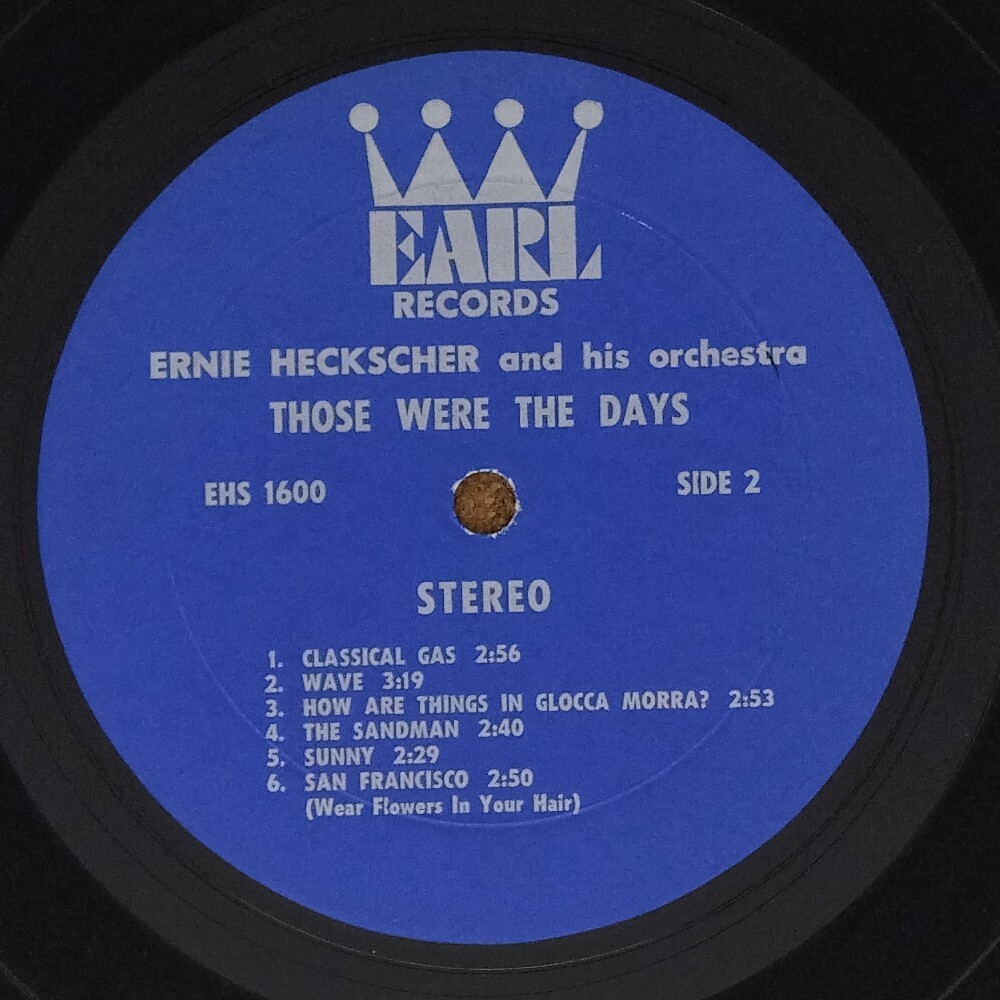 EARL
RECORDS
ERNIE HECKSCHER and his orchestra
THOSE WERE THE DAYS
EHS 1600 SIDE 2
STEREO
1. CLASSICAL GAS 2:56
2. WAVE 3:19
3. HOW ARE THINGS IN GLOCCA MORRA? 2:53
4. THE SANDMAN 2:40
5. SUNNY 2:29
6. SAN FRANCISCO 2:50
(Wear Flowers In Your Hair)